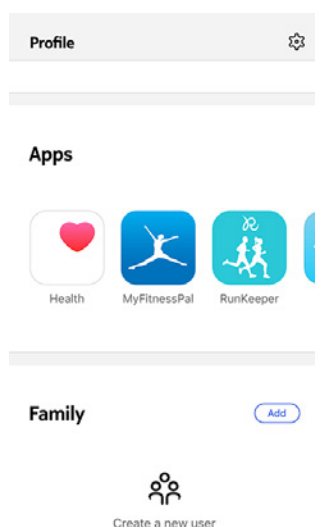 Profile
Apps
Health
MyFitnessPal
RunKeeper
Family
Add
Create a new user